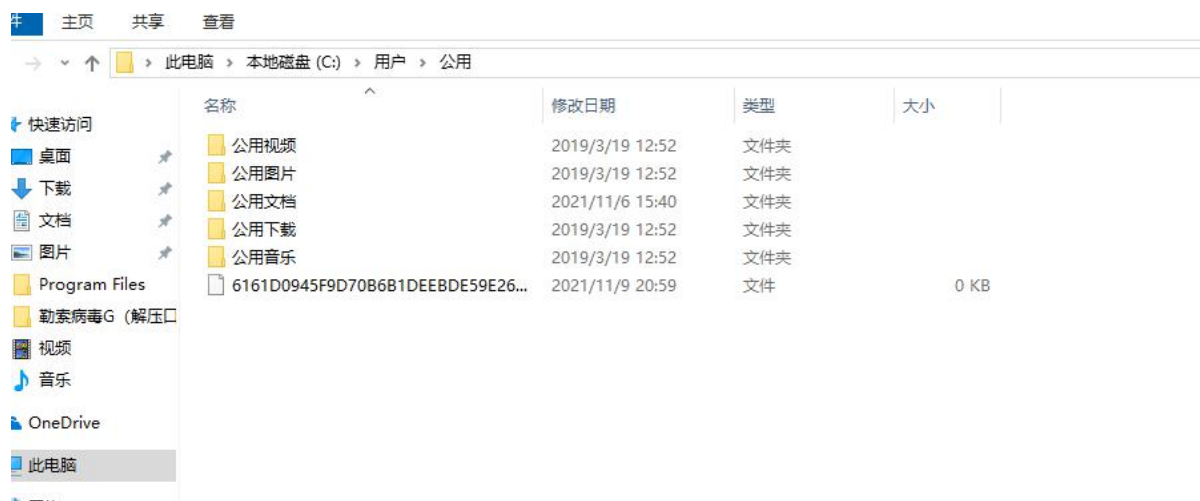 件 主页 共享 查看
此电脑 › 本地磁盘 (C:) › 用户 › 公用
名称 修改日期 类型 大小
快速访问
桌面
下载
文档
图片
Program Files
勒索病毒G（解压口
视频
音乐
OneDrive
此电脑
公用视频 2019/3/19 12:52 文件夹
公用图片 2019/3/19 12:52 文件夹
公用文档 2021/11/6 15:40 文件夹
公用下载 2019/3/19 12:52 文件夹
公用音乐 2019/3/19 12:52 文件夹
6161D0945F9D70B6B1DEEBDE59E26... 2021/11/9 20:59 文件 0 KB